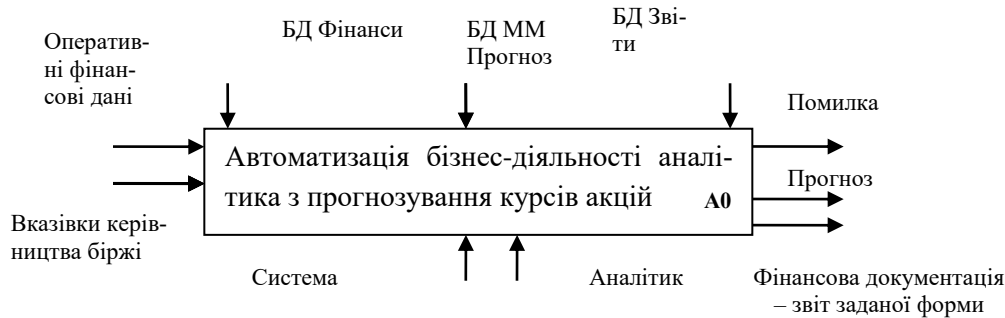 Оператив-
ні фінан-
сові дані
БД Фінанси
БД ММ
Прогноз
БД Зві-
ти
Автоматизація бізнес-діяльності аналі-
тика з прогнозування курсів акцій A0
Помилка
Прогноз
Вказівки керів-
ництва біржі
Система
Аналітик
Фінансова документація
– звіт заданої форми